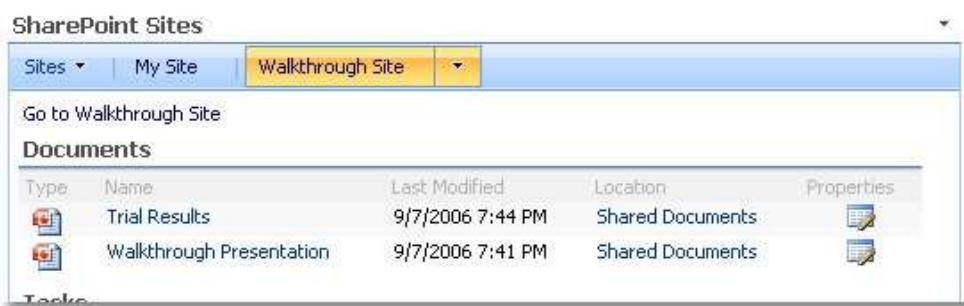 SharePoint Sites
Sites My Site Walkthrough Site
Go to Walkthrough Site
Documents
Type Name Last Modified Location Properties
Trial Results 9/7/2006 7:44 PM Shared Documents
Walkthrough Presentation 9/7/2006 7:41 PM Shared Documents
Tasks